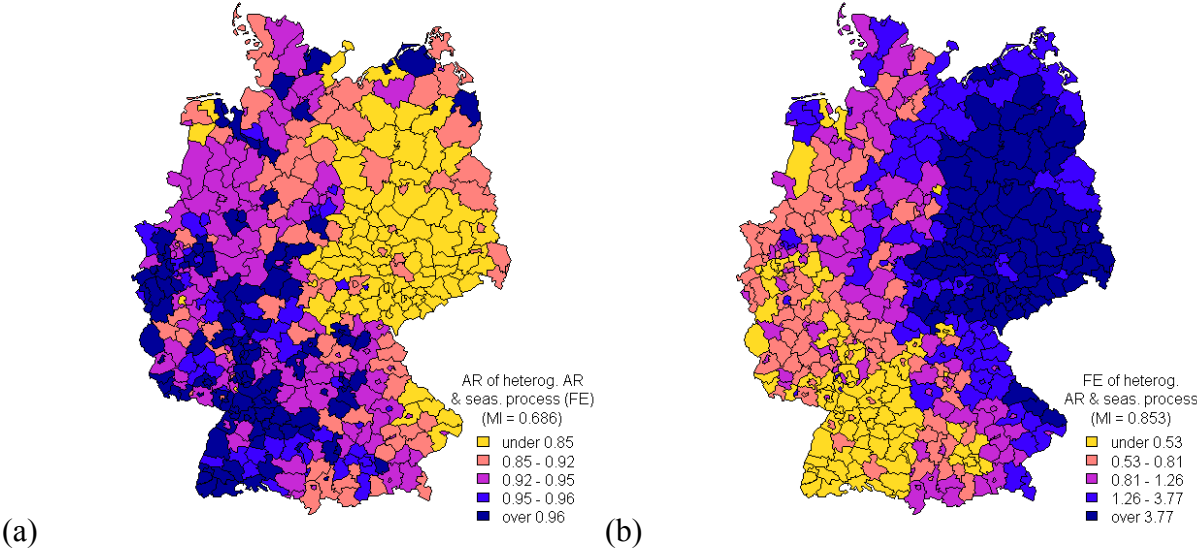 AR of heterog. AR
& seas. process (FE)
(MI = 0.686)
under 0.85
0.85 - 0.92
0.92 - 0.95
0.95 - 0.96
over 0.96
(a)
FE of heterog.
AR & seas. process
(MI = 0.853)
under 0.53
0.53 - 0.81
0.81 - 1.26
1.26 - 3.77
over 3.77
(b)